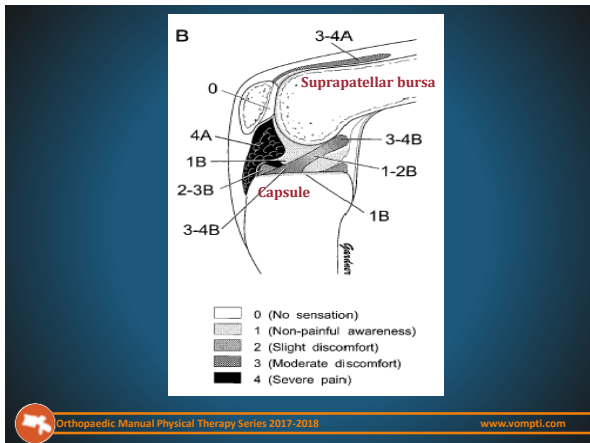 B
3-4A
0
Suprapatellar bursa
4A
3-4B
1B
1-2B
2-3B
Capsule
1B
3-4B
Gardner
0 (No sensation)
1 (Non-painful awareness)
2 (Slight discomfort)
3 (Moderate discomfort)
4 (Severe pain)
Orthopaedic Manual Physical Therapy Series 2017-2018
www.vompti.com